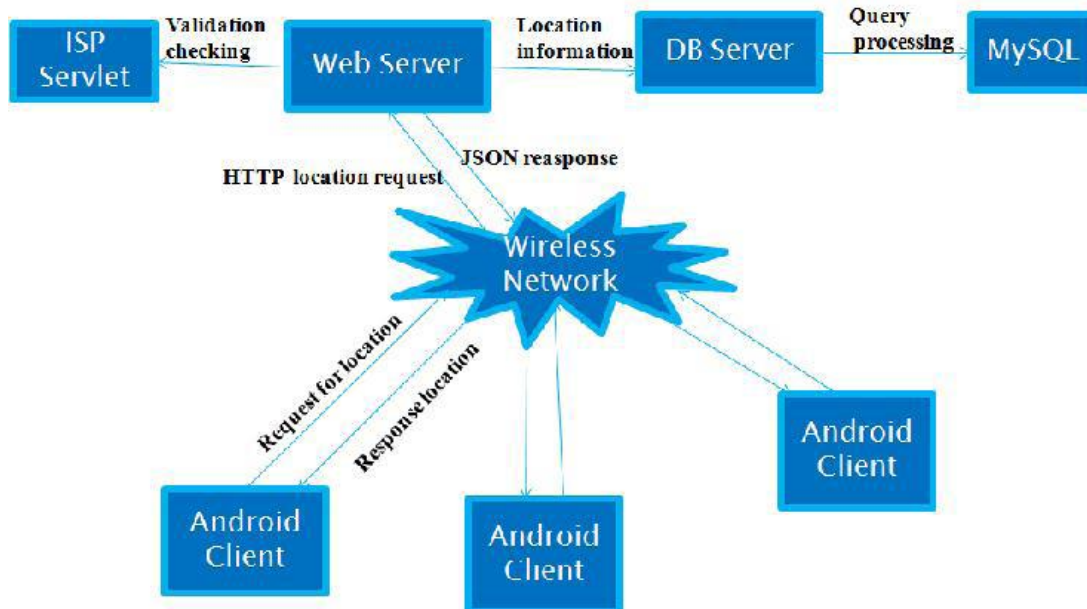 ISP
Servlet
Validation
checking
Web Server
Location
information
DB Server
Query
processing
MySQL
HTTP location request
JSON reasponse
Wireless
Network
Request for location
Response location
Android
Client
Android
Client
Android
Client